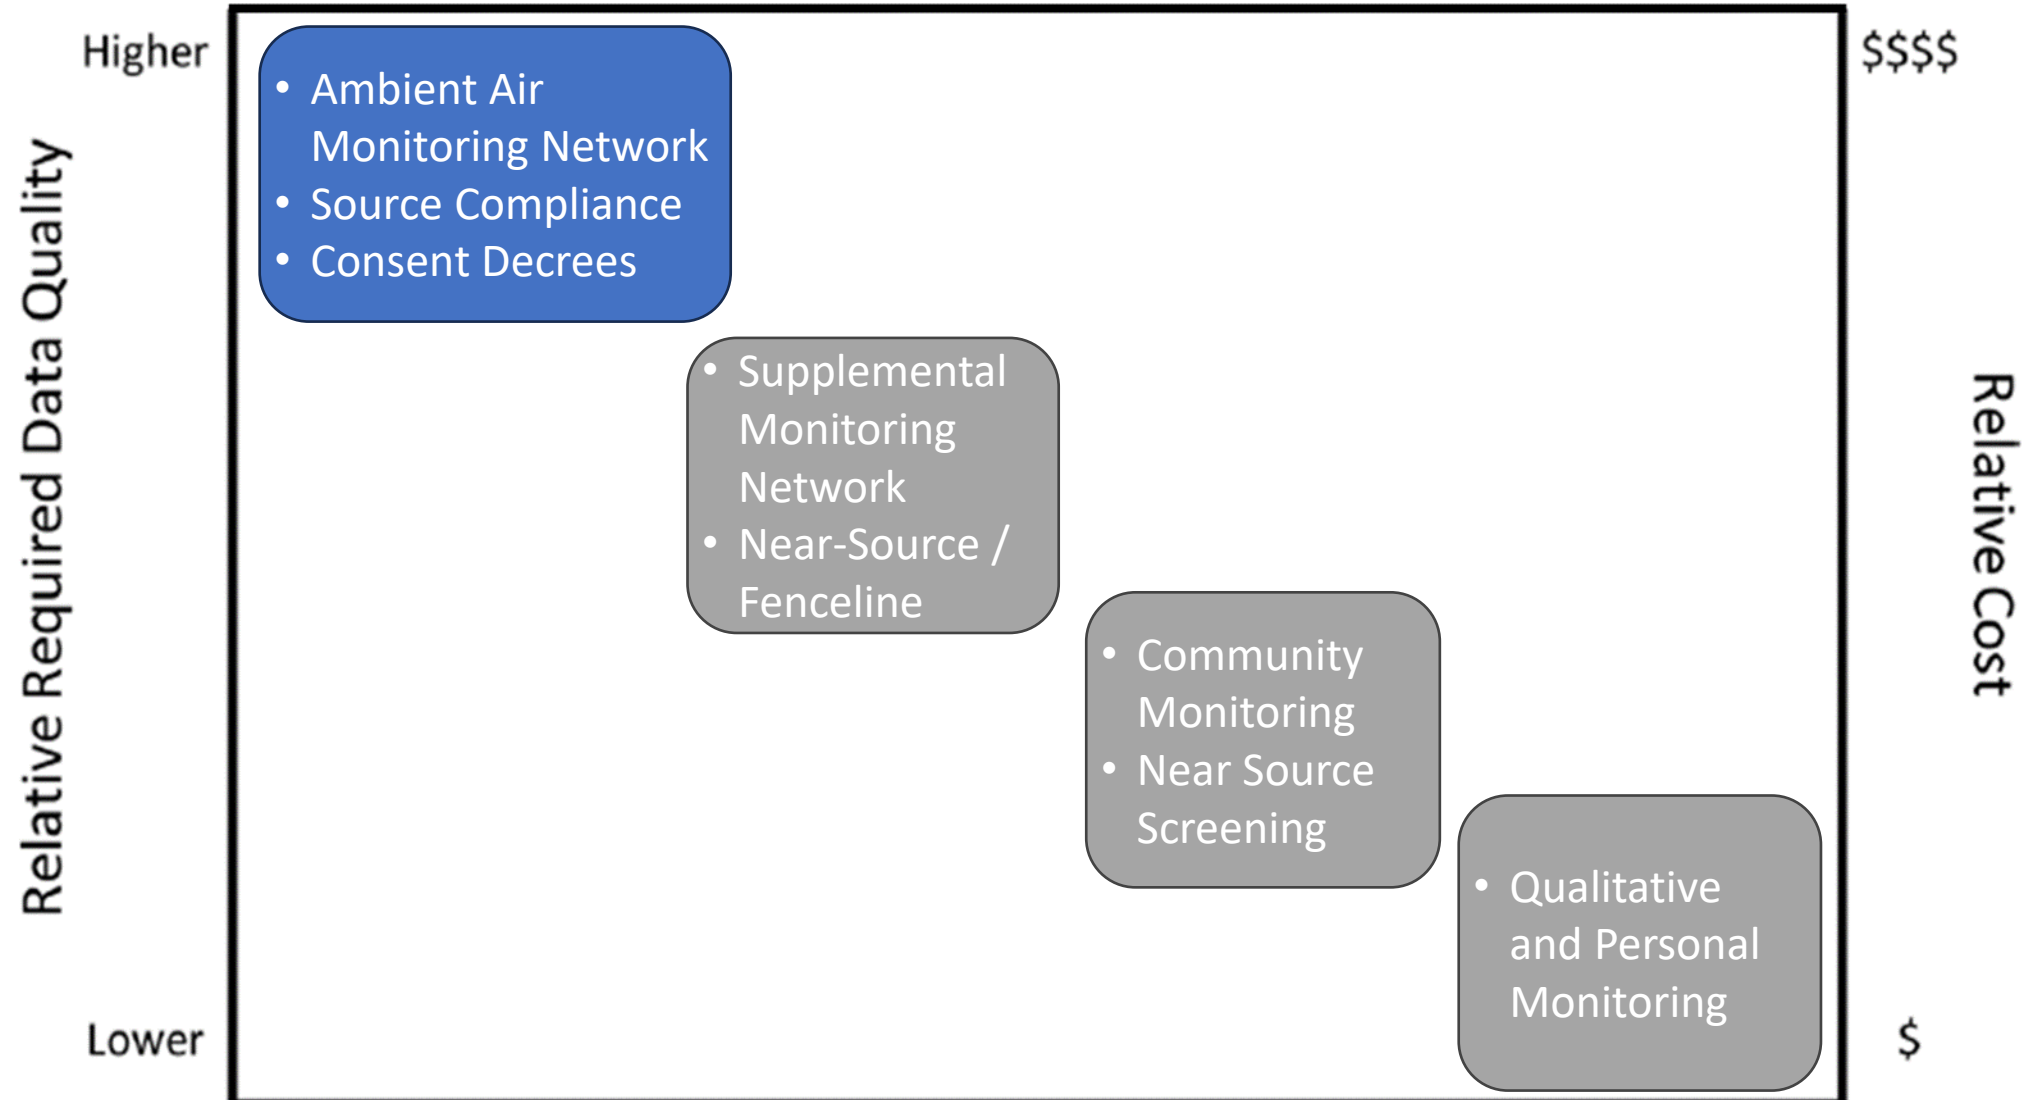 Higher
$$$$
Relative Required Data Quality
• Ambient Air
Monitoring Network
• Source Compliance
• Consent Decrees
• Supplemental
Monitoring
Network
• Near-Source /
Fenceline
• Community
Monitoring
• Near Source
Screening
• Qualitative
and Personal
Monitoring
Relative Cost
Lower
$